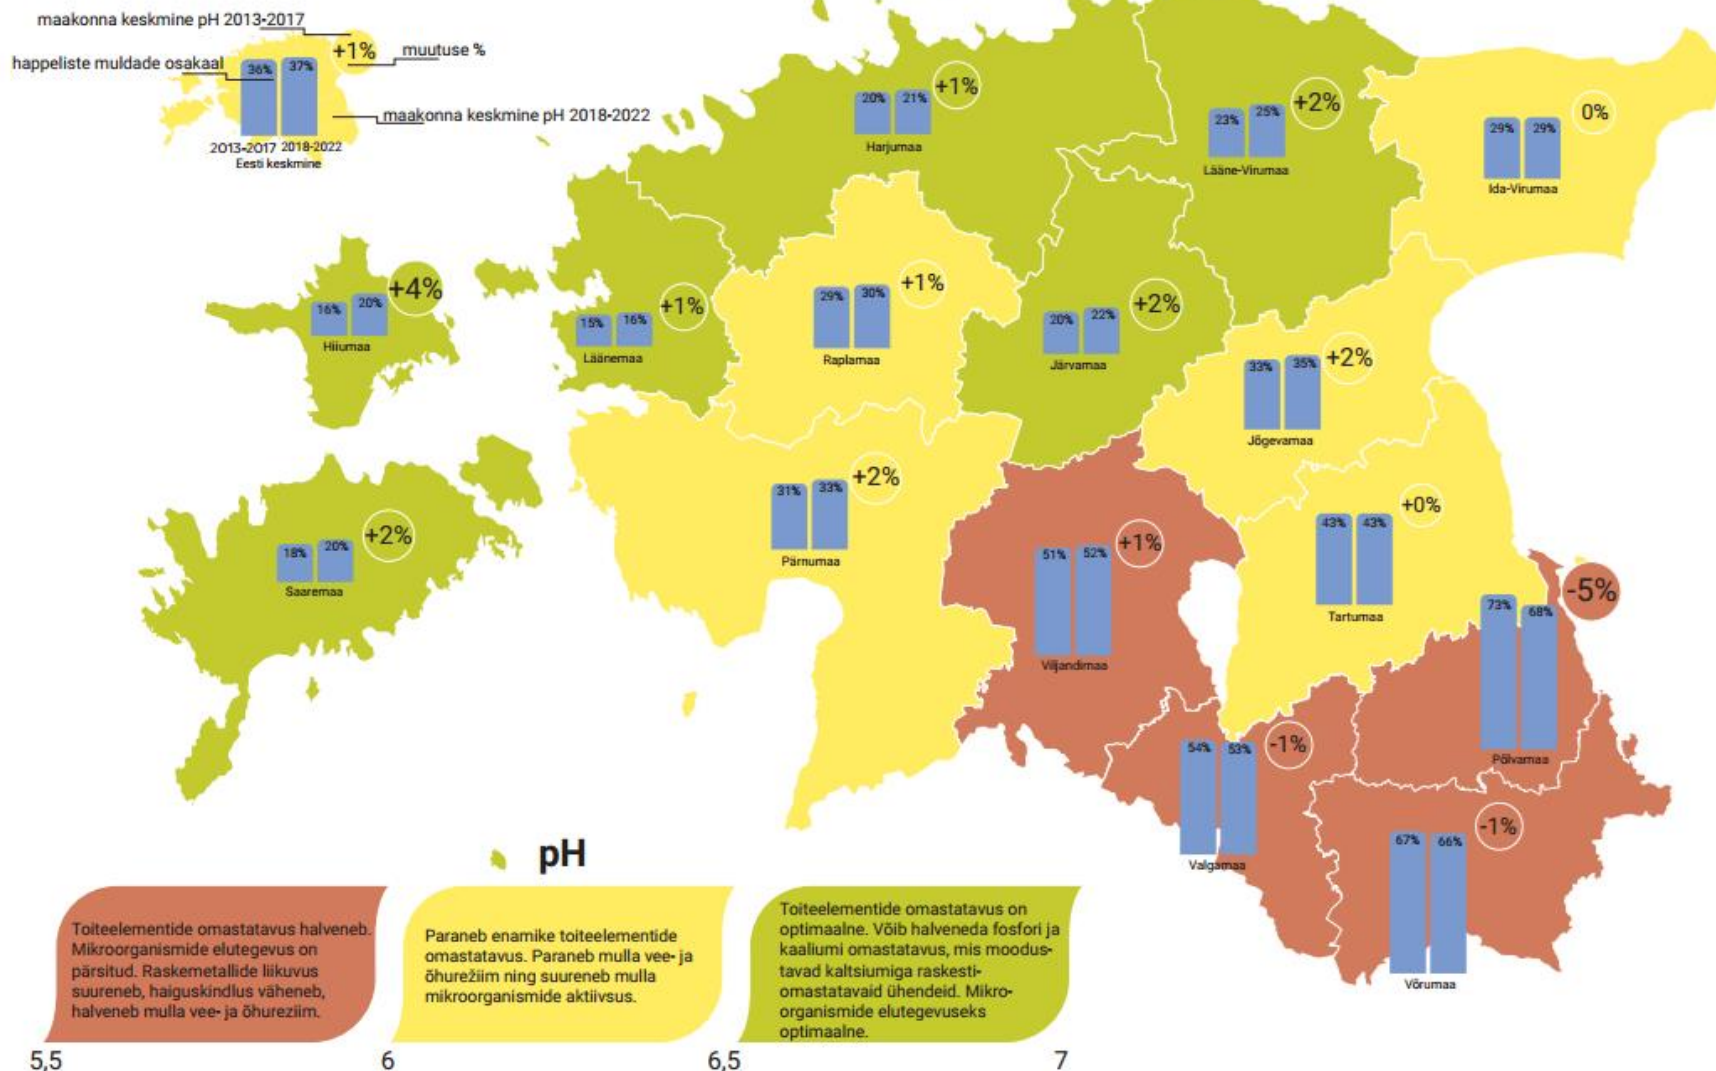 maakonna keskmine pH 2013-2017
+1%
muutuse %
happeliste muldade osakaal
36%
37%
maakonna keskmine pH 2018-2022
2013-2017
2018-2022
Eesti keskmine
20%
21%
+1%
Harjumaa
23%
25%
+2%
Lääne-Virumaa
29%
29%
0%
Ida-Virumaa
16%
20%
+4%
Hiiumaa
15%
16%
+1%
Läänemaa
29%
30%
+1%
Raplamaa
20%
22%
+2%
Järvamaa
33%
35%
+2%
Jõgevamaa
18%
20%
+2%
Saaremaa
31%
33%
+2%
Pärnumaa
51%
52%
+1%
Viljandimaa
43%
43%
+0%
Tartumaa
73%
68%
-5%
Põlvamaa
54%
53%
-1%
Valgamaa
67%
66%
-1%
Võrumaa
pH
Toiteelementide omastatavus halveneb.
Mikroorganismide elutegevus on
pärsitud. Raskemetallide liikuvus
suureneb, haiguskindlus väheneb,
halveneb mulla vee- ja õhureziim.
Paraneb enamike toiteelementide
omastatavus. Paraneb mulla vee- ja
õhurežiim ning suureneb mulla
mikroorganismide aktiivsus.
Toiteelementide omastatavus on
optimaalne. Võib halveneda fosfori ja
kaaliumi omastatavus, mis moodus-
tavad kaltsiumiga raskesti-
omastatavaid ühendeid. Mikro-
organismide elutegevuseks
optimaalne.
5,5
6
6,5
7